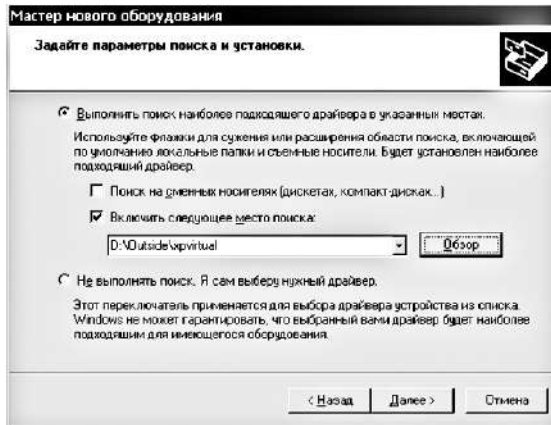 Мастер нового оборудования
Задайте параметры поиска и установки.
Выполнить поиск наиболее подходящего драйвера в указанных местах.
Используйте флажки для сужения или расширения области поиска, включающей
по умолчанию локальные папки и съемные носители. Будет установлен наиболее
подходящий драйвер.
Поиск на сменных носителях (дискетах, компакт-дисках...)
Включить следующее место поиска:
D:\Outside\xpvirtual
Обзор
Не выполнять поиск. Я сам выберу нужный драйвер.
Этот переключатель применяется для выбора драйвера устройства из списка.
Windows не может гарантировать, что выбранный вами драйвер будет наиболее
подходящим для имеющегося оборудования.
< Назад
Далее >
Отмена